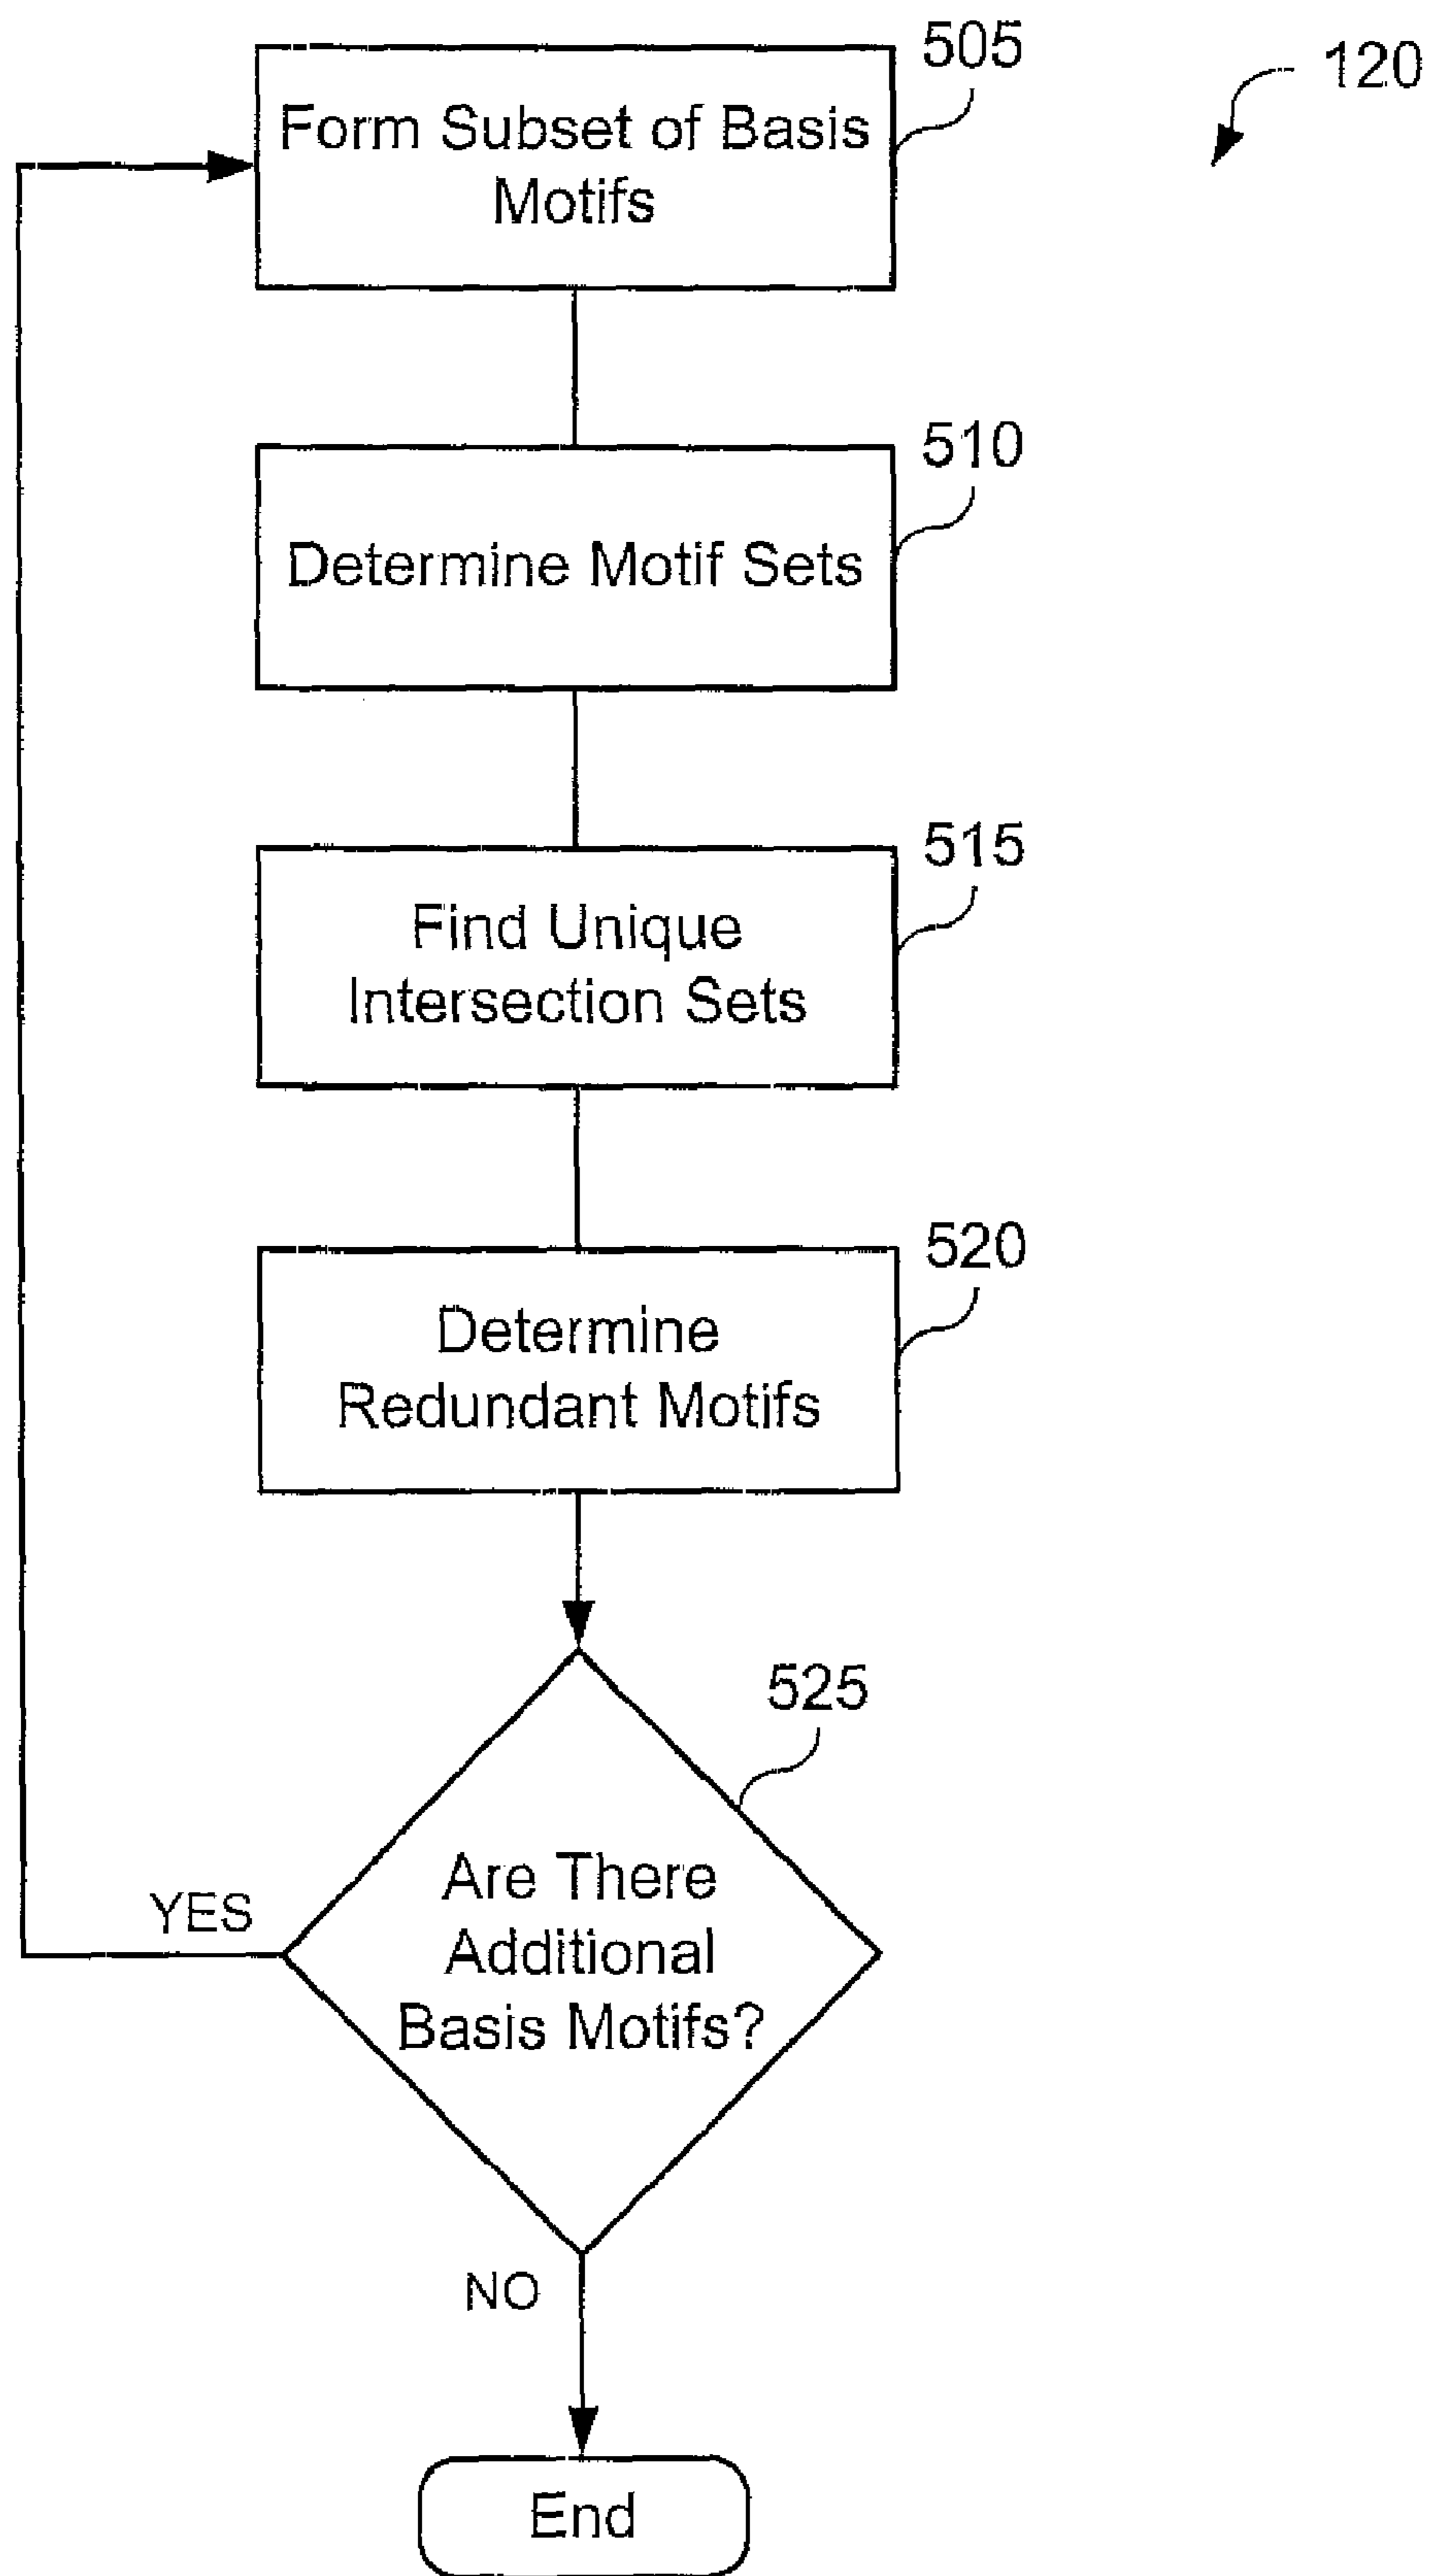 505
120
Form Subset of Basis
Motifs
510
Determine Motif Sets
515
Find Unique
Intersection Sets
520
Determine
Redundant Motifs
525
Are There
Additional
Basis Motifs?
YES
NO
End